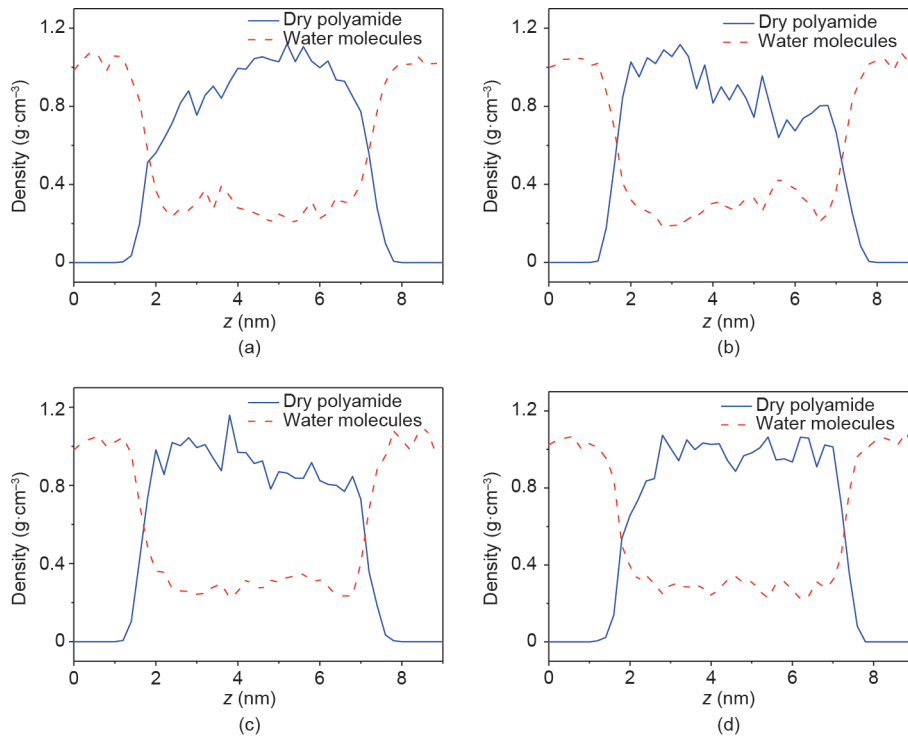 1.2
Dry polyamide
Water molecules
0.8
0.4
0
Density (g·cm⁻³)
0 2 4 6 8
z (nm)
(a)
1.2
Dry polyamide
Water molecules
0.8
0.4
0
Density (g·cm⁻³)
0 2 4 6 8
z (nm)
(b)
1.2
Dry polyamide
Water molecules
0.8
0.4
0
Density (g·cm⁻³)
0 2 4 6 8
z (nm)
(c)
1.2
Dry polyamide
Water molecules
0.8
0.4
0
Density (g·cm⁻³)
0 2 4 6 8
z (nm)
(d)